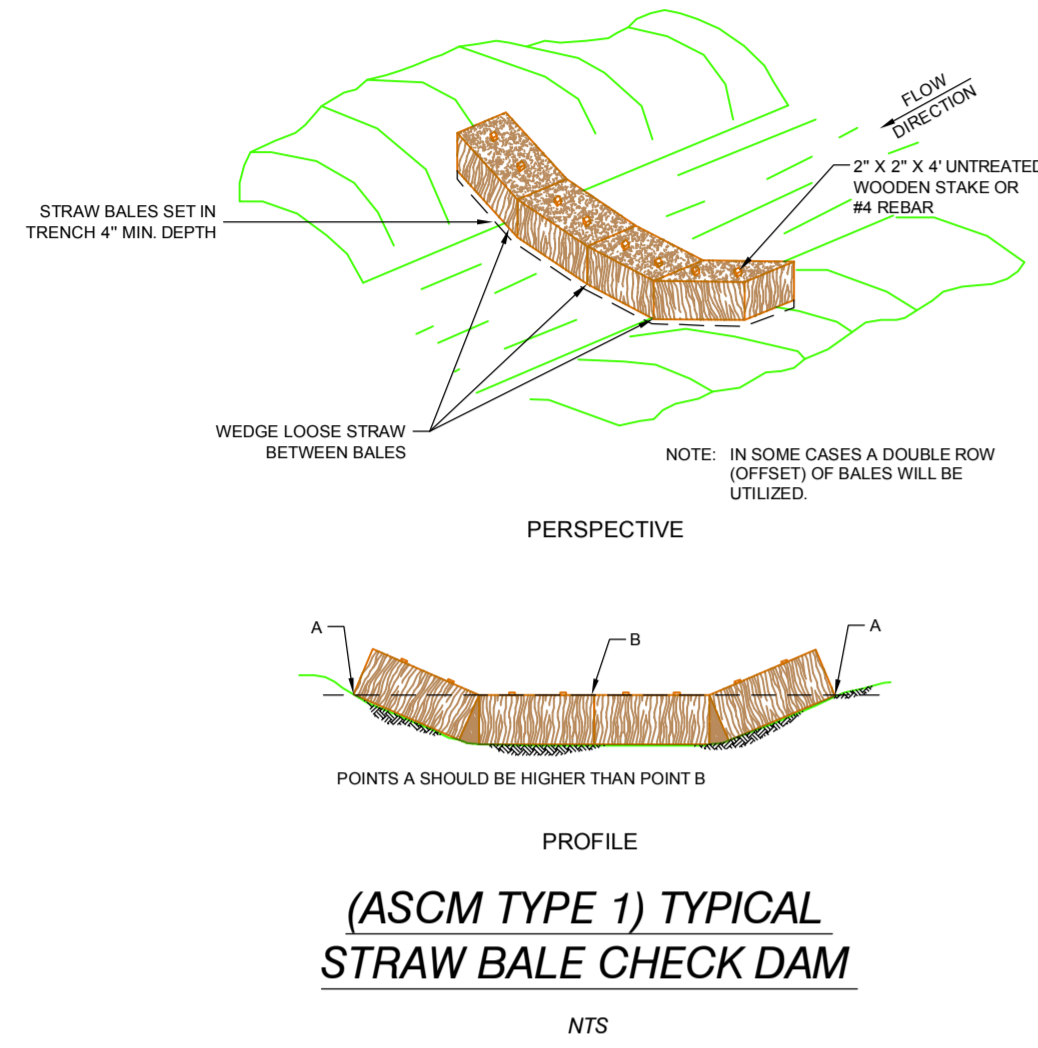 FLOW
DIRECTION
2" X 2" X 4' UNTREATED
WOODEN STAKE OR
#4 REBAR
STRAW BALES SET IN
TRENCH 4" MIN. DEPTH
WEDGE LOOSE STRAW
BETWEEN BALES
NOTE: IN SOME CASES A DOUBLE ROW
(OFFSET) OF BALES WILL BE
UTILIZED.
PERSPECTIVE
A
B
A
POINTS A SHOULD BE HIGHER THAN POINT B
PROFILE
(ASCM TYPE 1) TYPICAL
STRAW BALE CHECK DAM
NTS